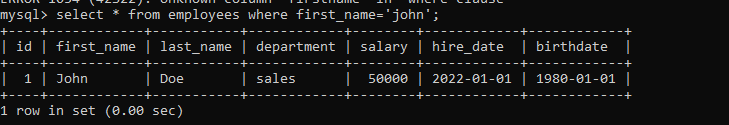 ERROR 1054 (42S22): Unknown column 'firstname' in 'where clause'
mysql> select * from employees where first_name='john';
+----+------------+-----------+------------+--------+------------+------------+
| id | first_name | last_name | department | salary | hire_date | birthdate |
+----+------------+-----------+------------+--------+------------+------------+
| 1 | John | Doe | sales | 50000 | 2022-01-01 | 1980-01-01 |
+----+------------+-----------+------------+--------+------------+------------+
1 row in set (0.00 sec)